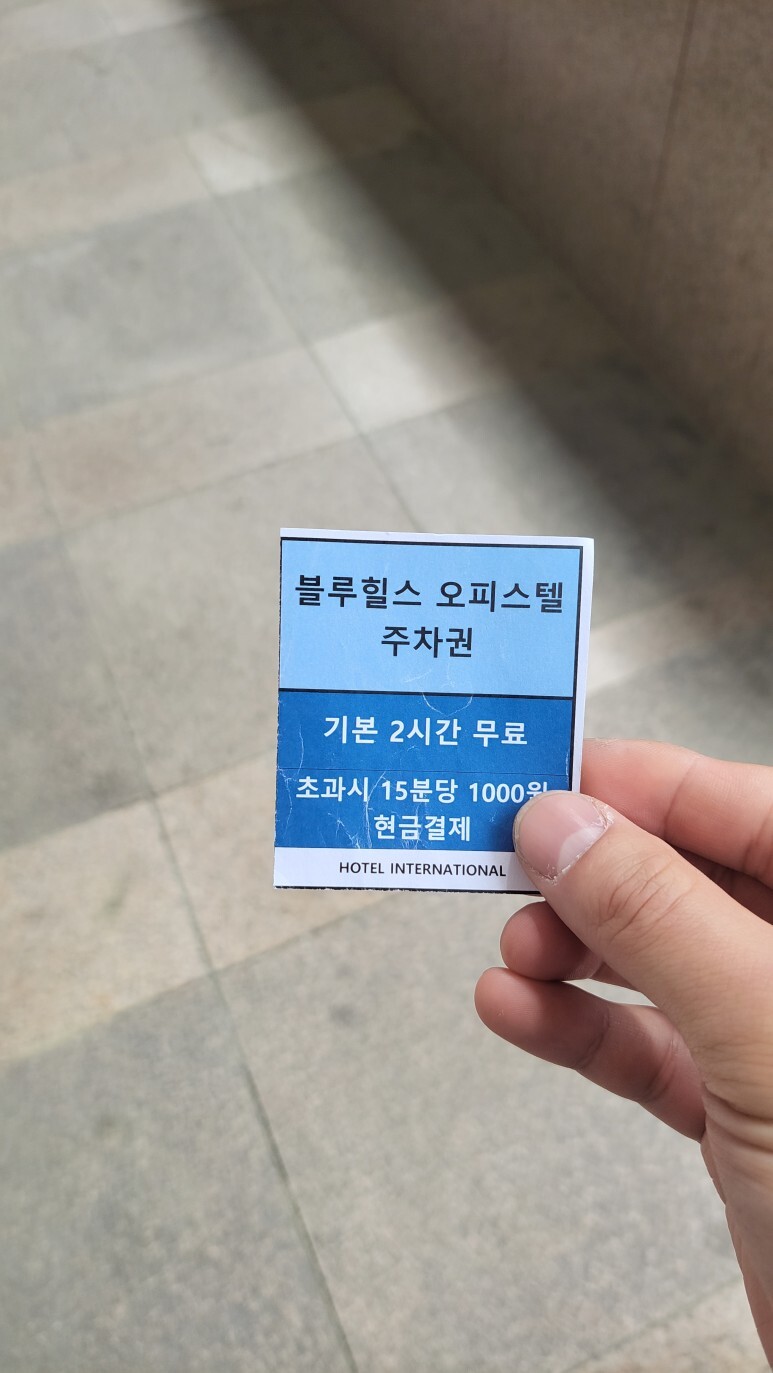 블루힐스 오피스텔
주차권
기본 2시간 무료
초과시 15분당 1000원
현금결제
HOTEL INTERNATIONAL